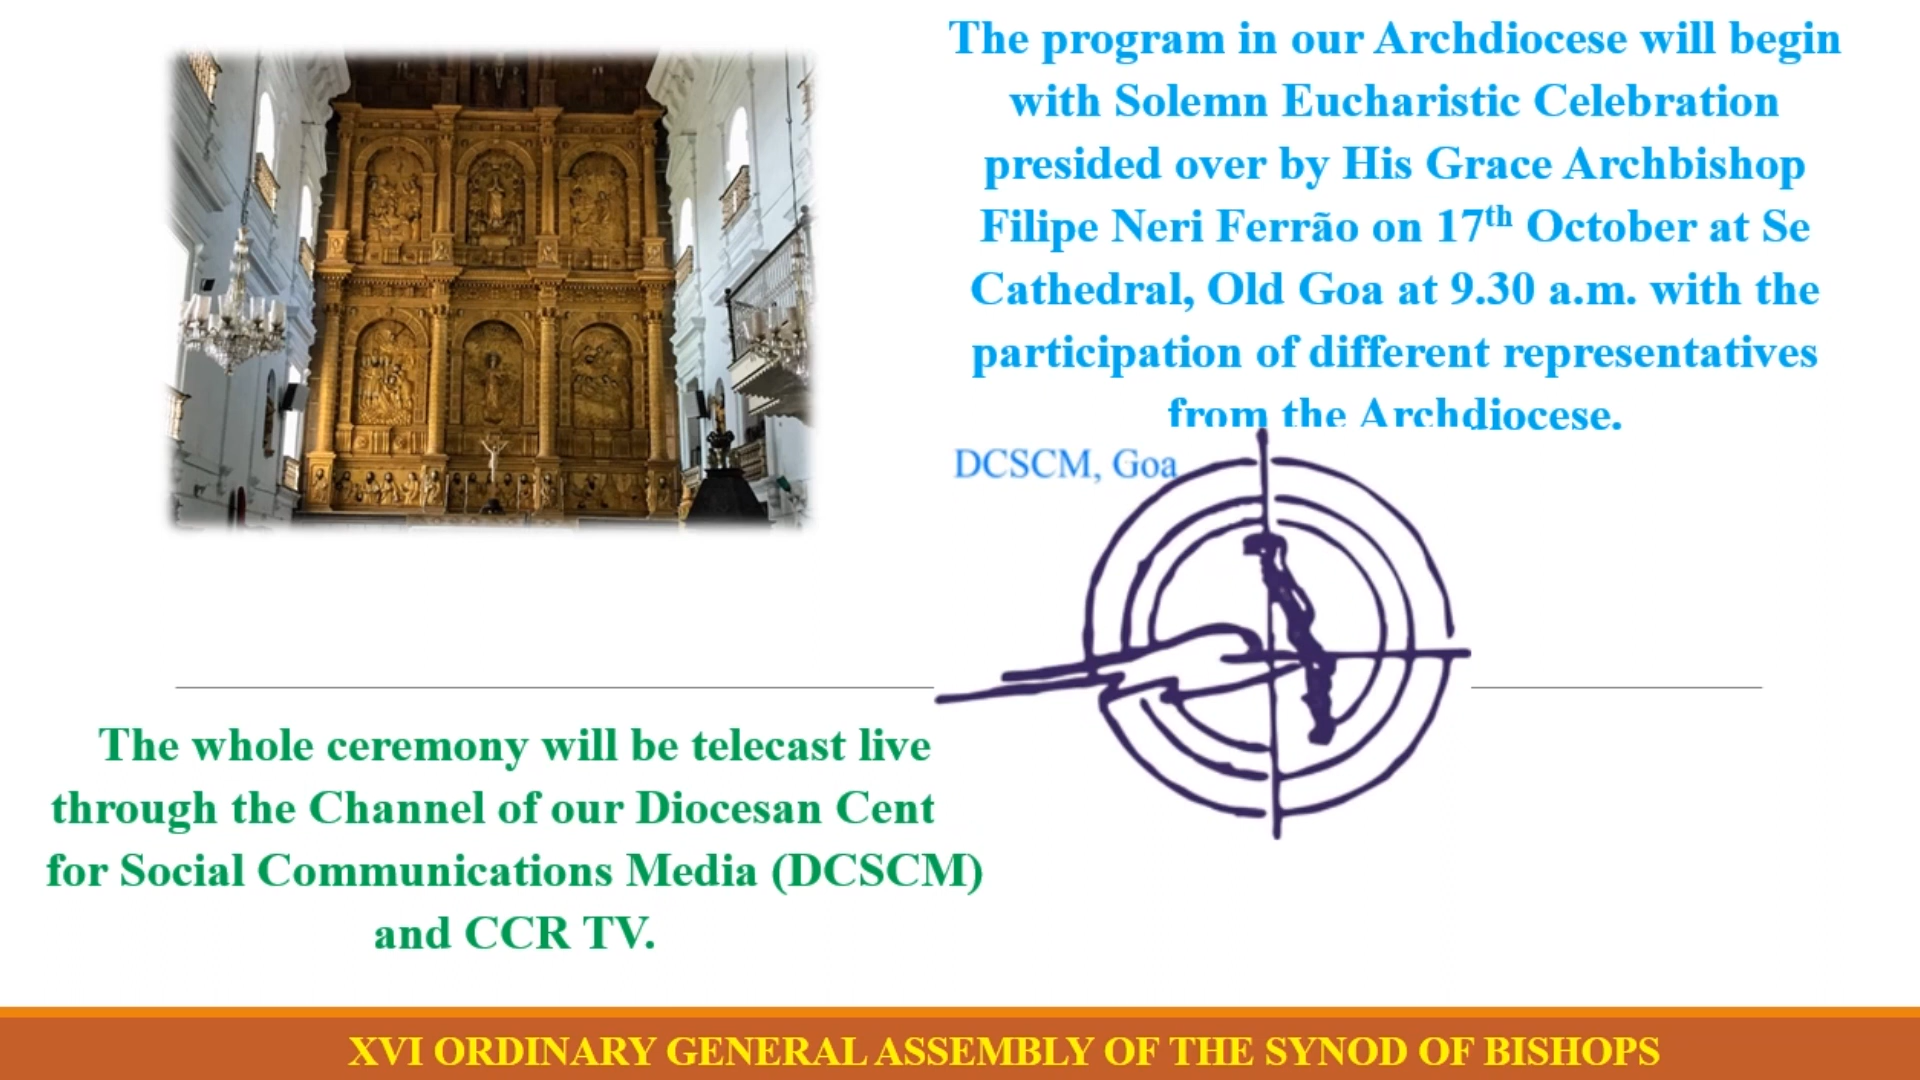 The program in our Archdiocese will begin
with Solemn Eucharistic Celebration
presided over by His Grace Archbishop
Filipe Neri Ferrão on 17th October at Se
Cathedral, Old Goa at 9.30 a.m. with the
participation of different representatives
from the Archdiocese.
DCSCM, Goa
The whole ceremony will be telecast live
through the Channel of our Diocesan Cent
for Social Communications Media (DCSCM)
and CCR TV.
XVI ORDINARY GENERAL ASSEMBLY OF THE SYNOD OF BISHOPS